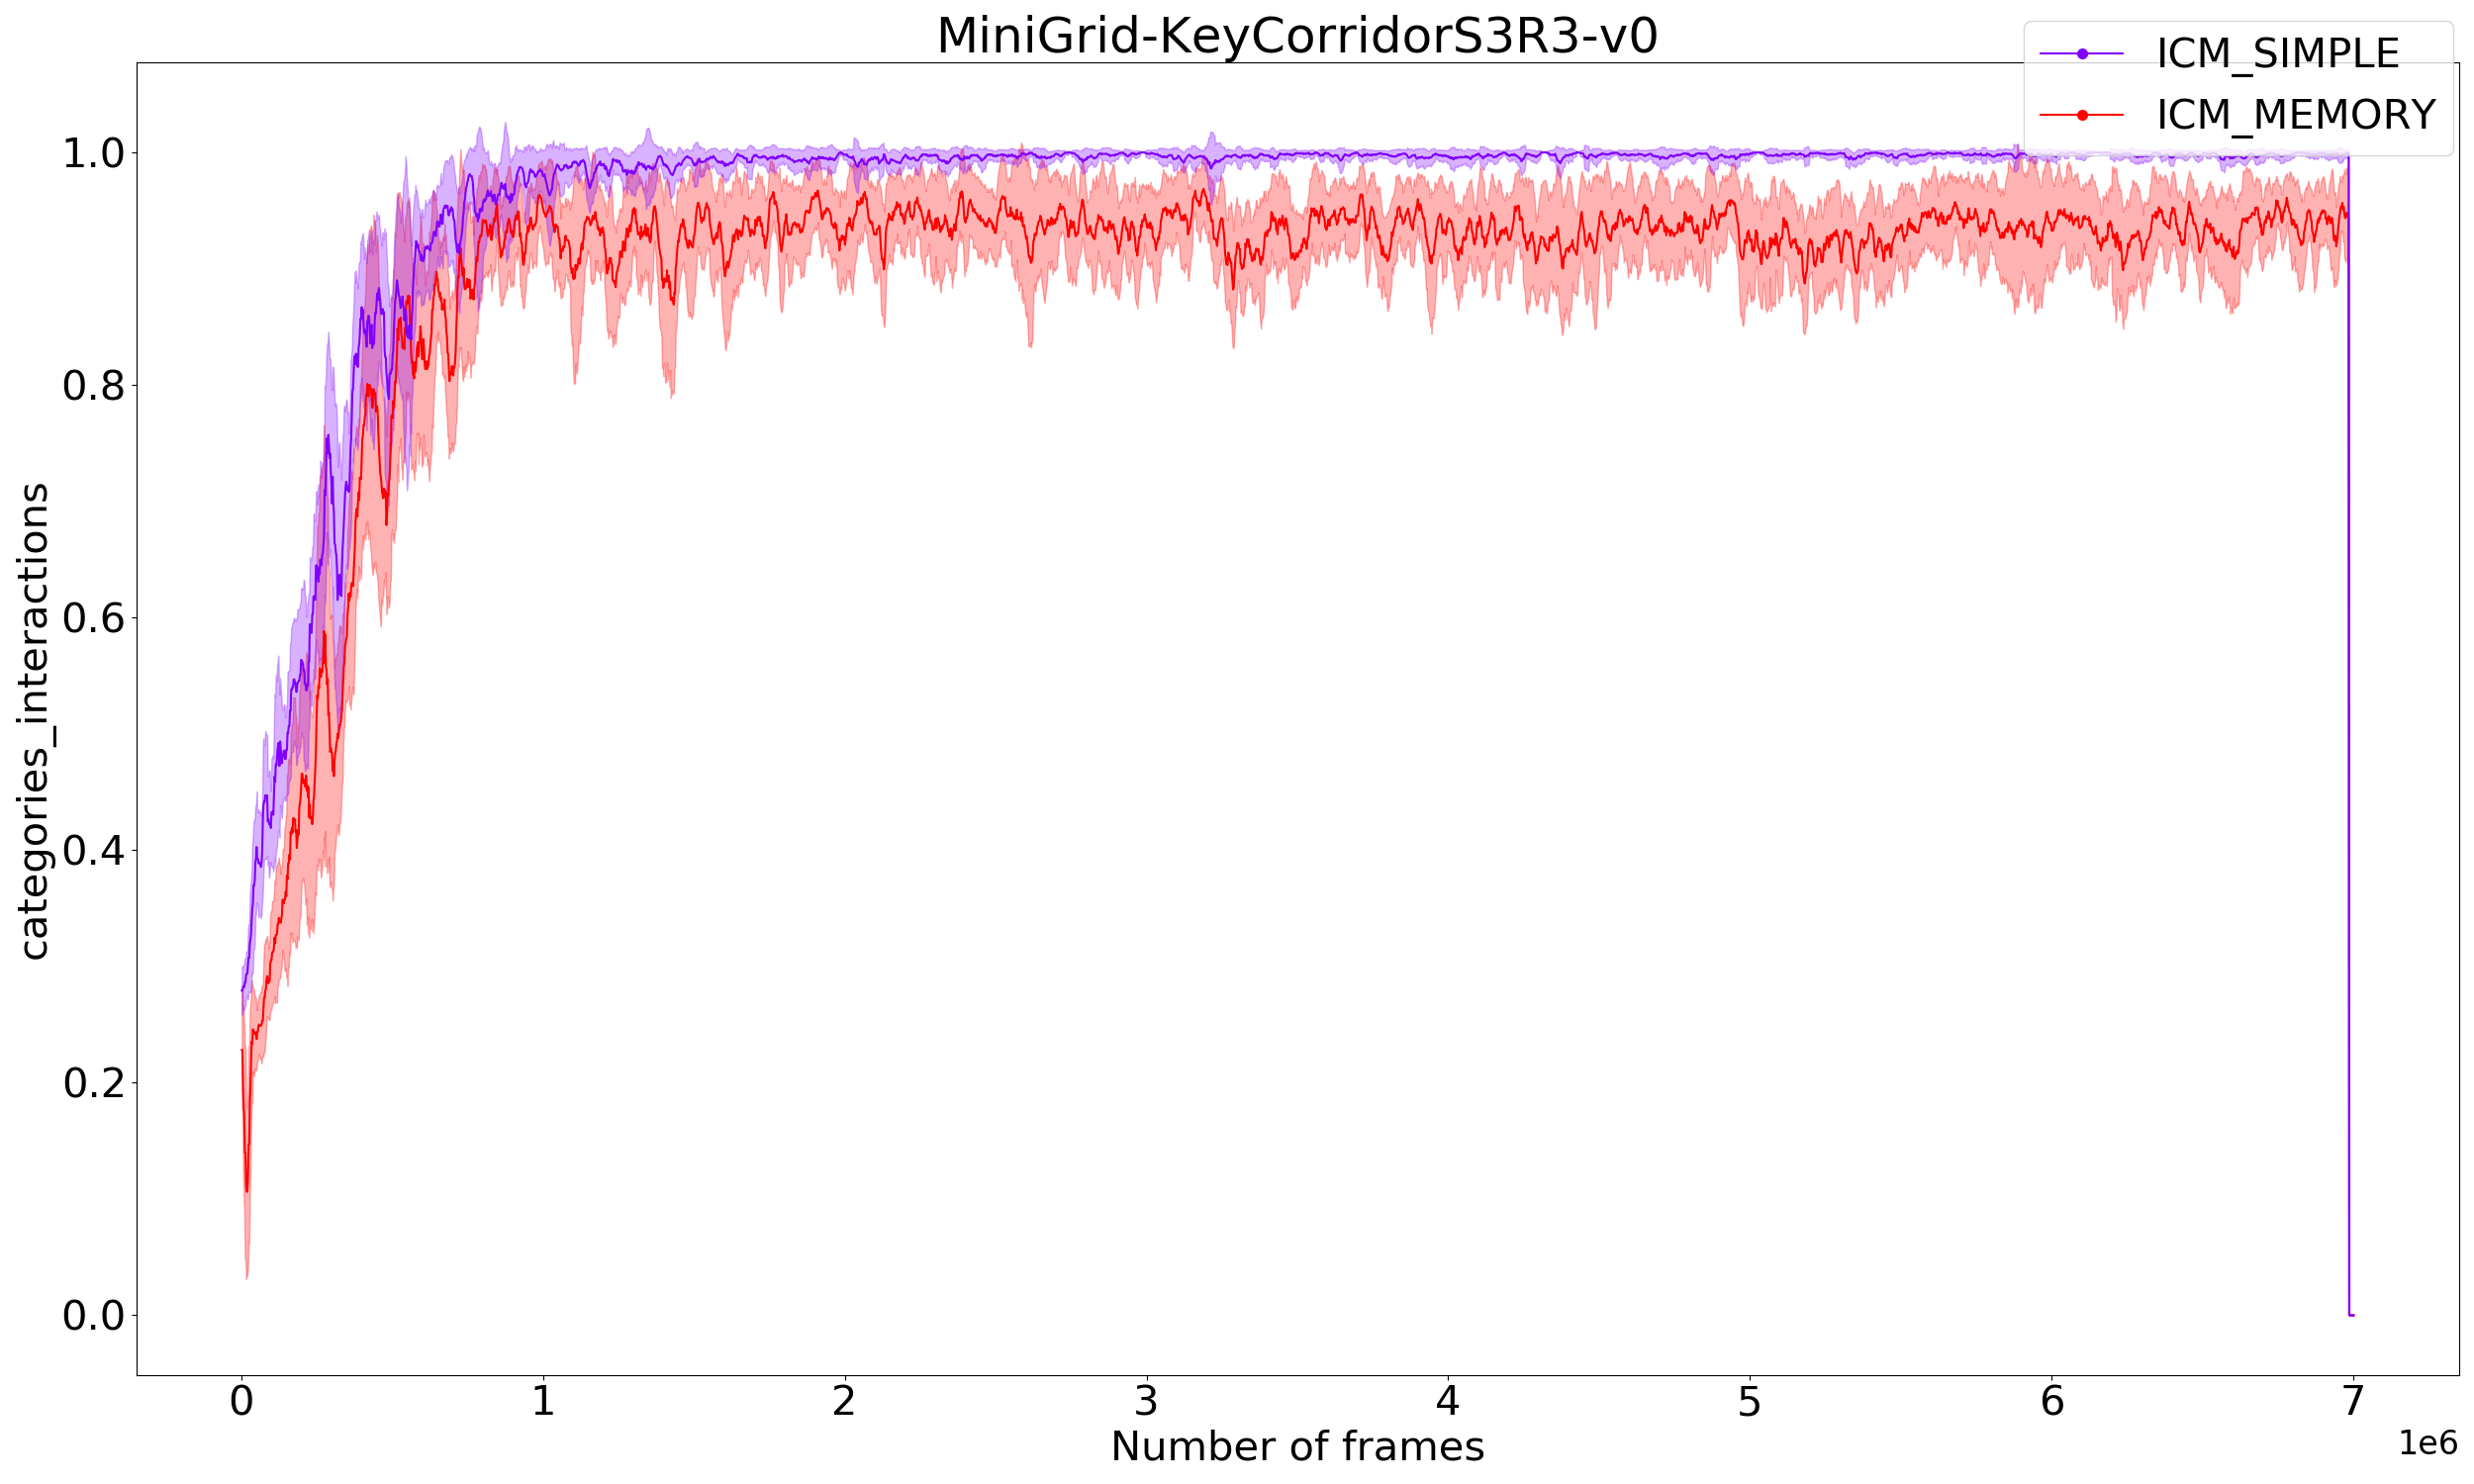 MiniGrid-KeyCorridorS3R3-v0
ICM_SIMPLE
ICM_MEMORY
categories_interactions
1.0
0.8
0.6
0.4
0.2
0.0
0 1 2 3 4 5 6 7
1e6
Number of frames